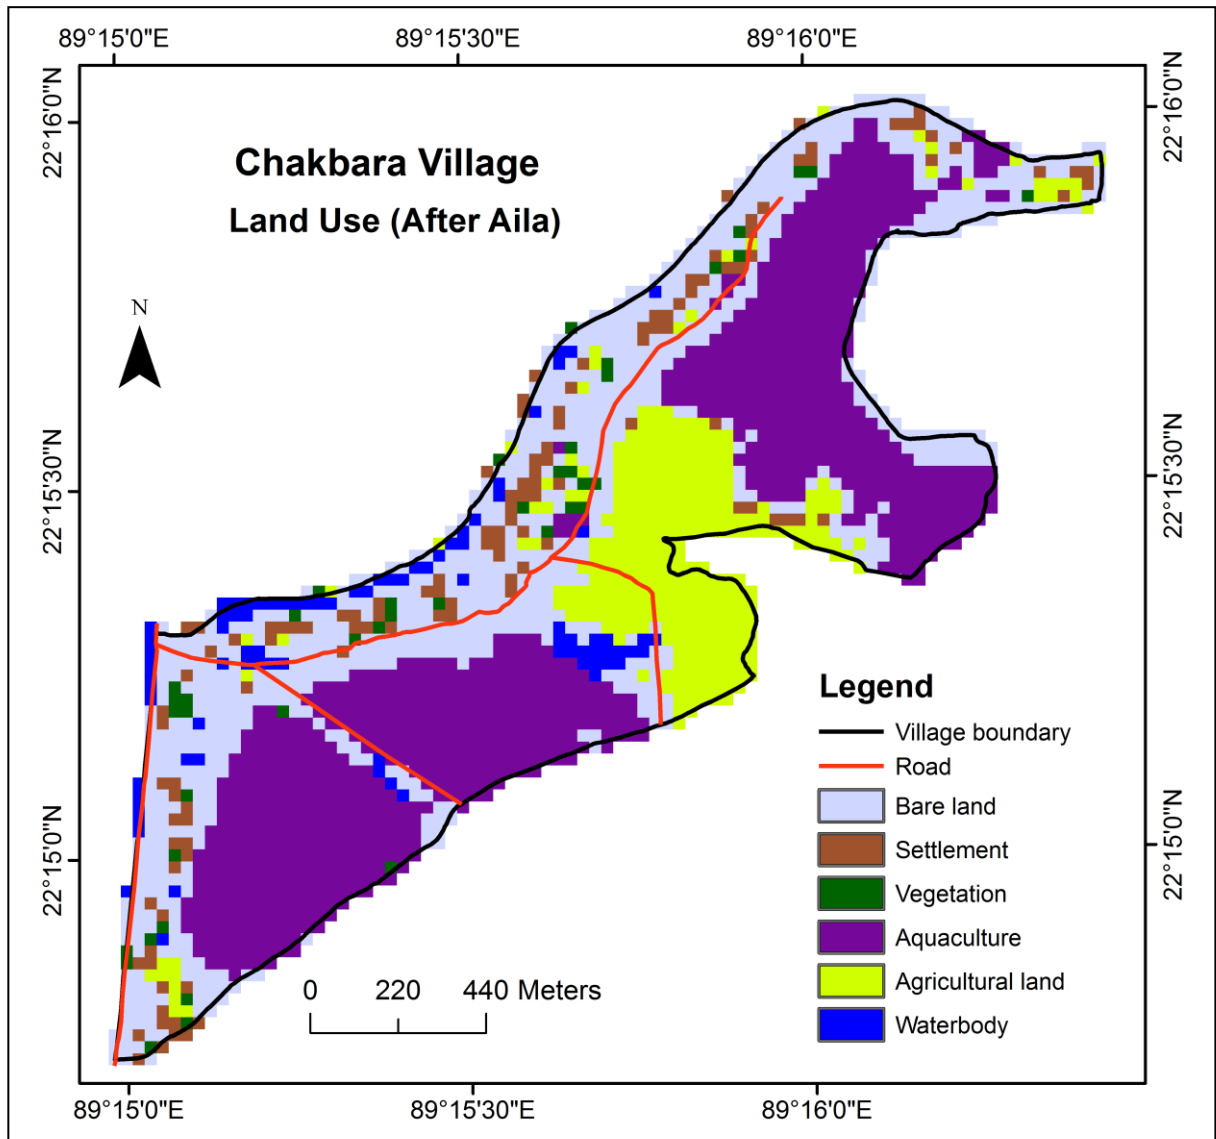 89°15'0"E 89°15'30"E 89°16'0"E
22°16'0"N
22°16'0"N
Chakbara Village
Land Use (After Aila)
N
22°15'30"N
22°15'30"N
Legend
Village boundary
Road
Bare land
Settlement
Vegetation
Aquaculture
Agricultural land
Waterbody
22°15'0"N
22°15'0"N
0 220 440 Meters
89°15'0"E 89°15'30"E 89°16'0"E